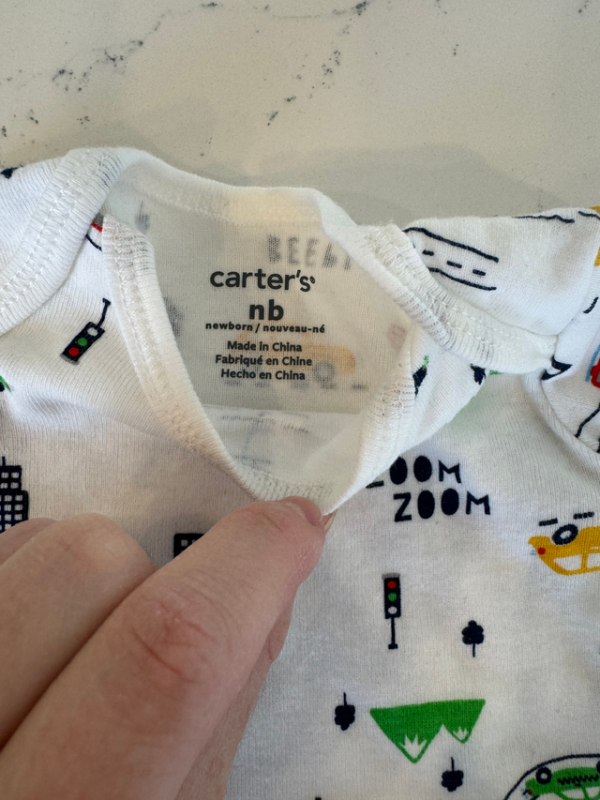 carter's
nb
newborn / nouveau-né
Made in China
Fabriqué en Chine
Hecho en China
ZOOM
ZOOM